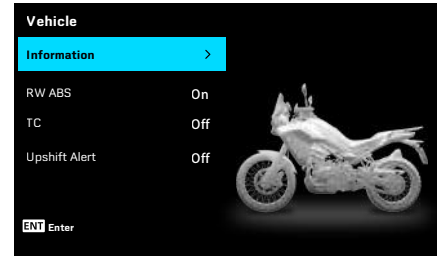 Vehicle
Information >
RW ABS On
TC Off
Upshift Alert Off
ENT Enter